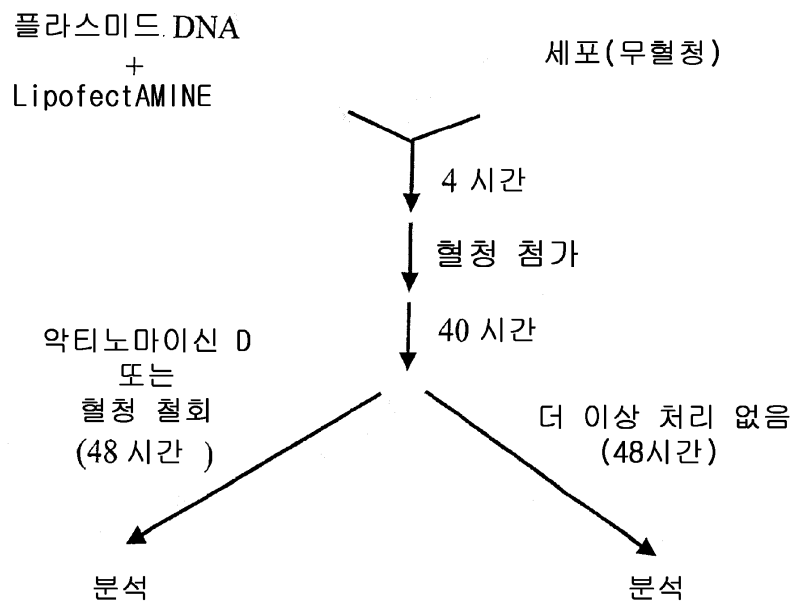 플라스미드 DNA
+
LipofectAMINE
세포(무혈청)
4 시간
혈청 첨가
40 시간
악티노마이신 D
또는
혈청 철회
(48 시간 )
더 이상 처리 없음
(48시간)
분석
분석